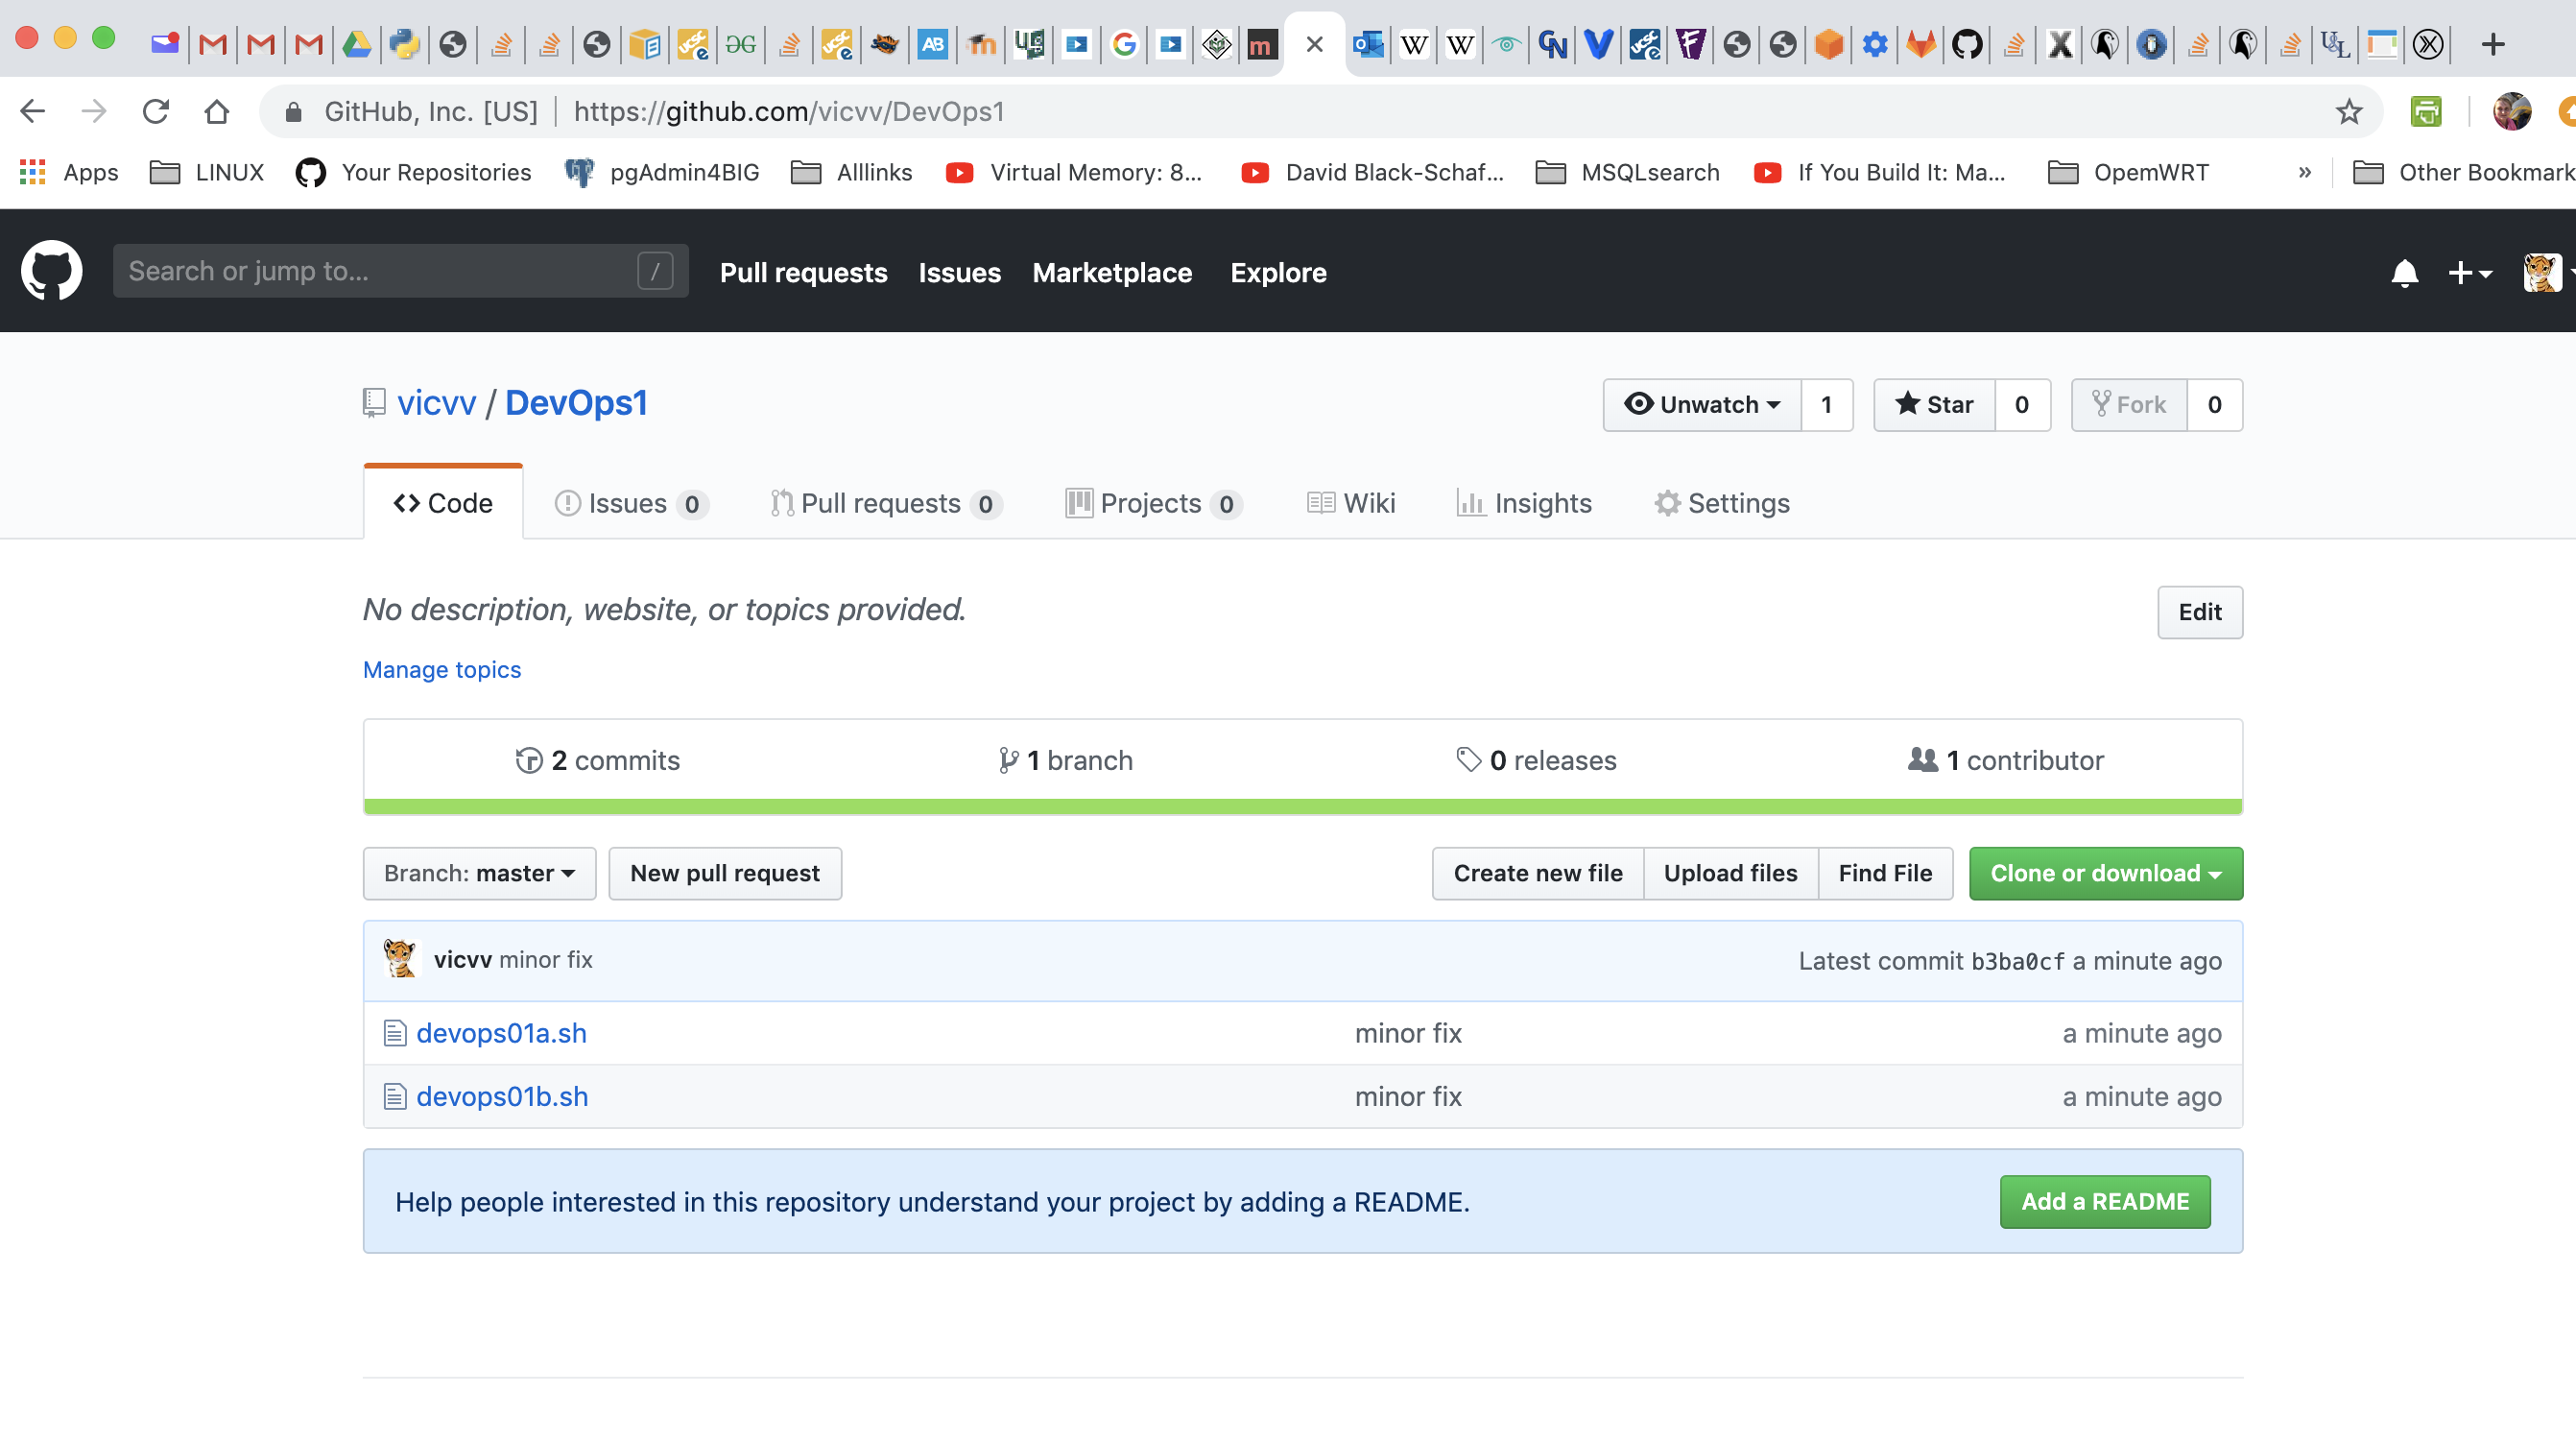 GitHub, Inc. [US] https://github.com/vicvv/DevOps1
Apps LINUX Your Repositories pgAdmin4BIG Alllinks Virtual Memory: 8... David Black-Schaf... MSQLsearch If You Build It: Ma... OpemWRT » Other Bookmark
Search or jump to... / Pull requests Issues Marketplace Explore
vicvv / DevOps1 Unwatch 1 Star 0 Fork 0
Code Issues 0 Pull requests 0 Projects 0 Wiki Insights Settings
No description, website, or topics provided. Edit
Manage topics
2 commits 1 branch 0 releases 1 contributor
Branch: master New pull request Create new file Upload files Find File Clone or download
vicvv minor fix Latest commit b3ba0cf a minute ago
devops01a.sh minor fix a minute ago
devops01b.sh minor fix a minute ago
Help people interested in this repository understand your project by adding a README. Add a README